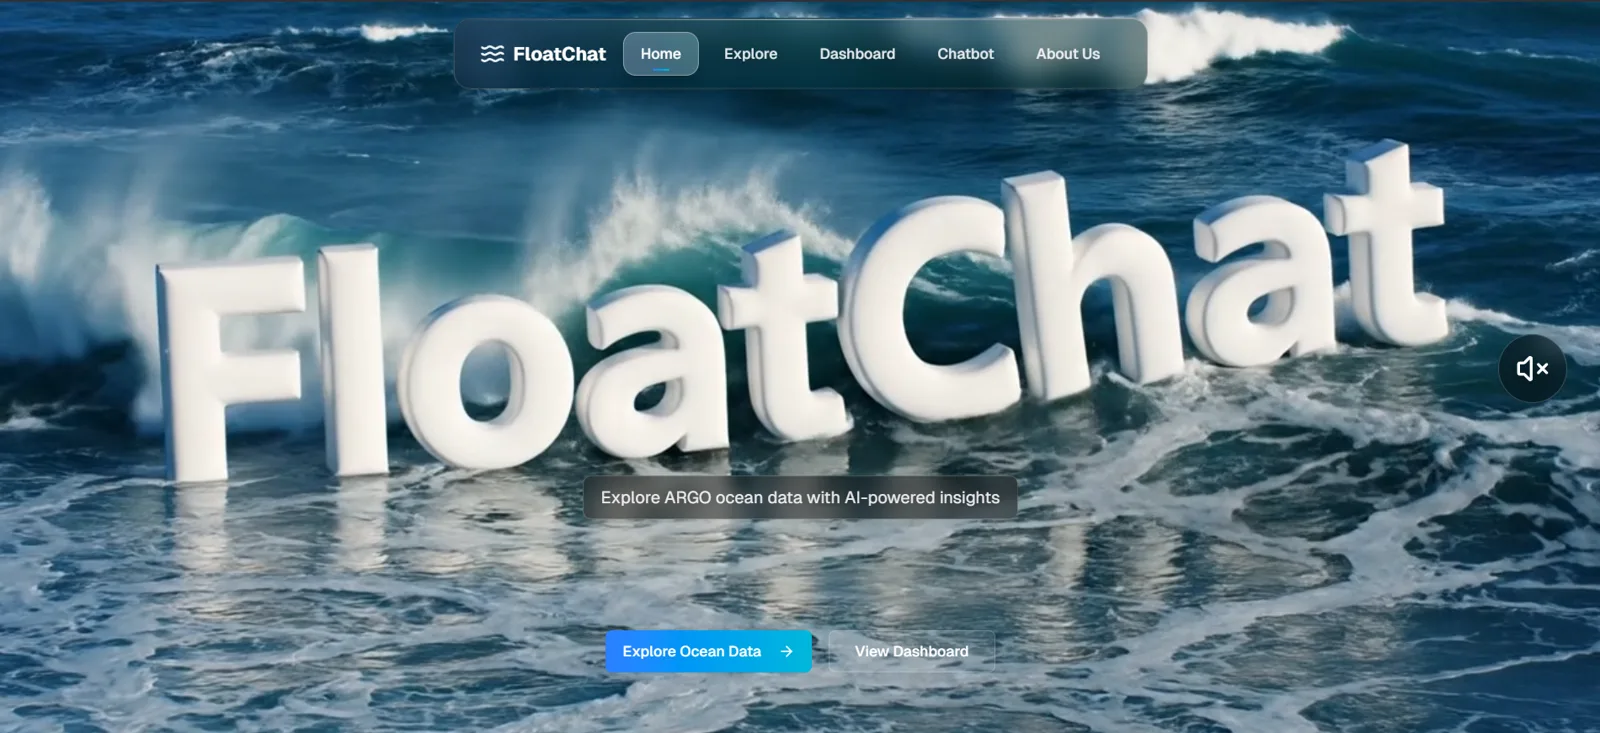 FloatChat
Home
Explore
Dashboard
Chatbot
About Us
FloatChat
Explore ARGO ocean data with AI-powered insights
Explore Ocean Data →
View Dashboard